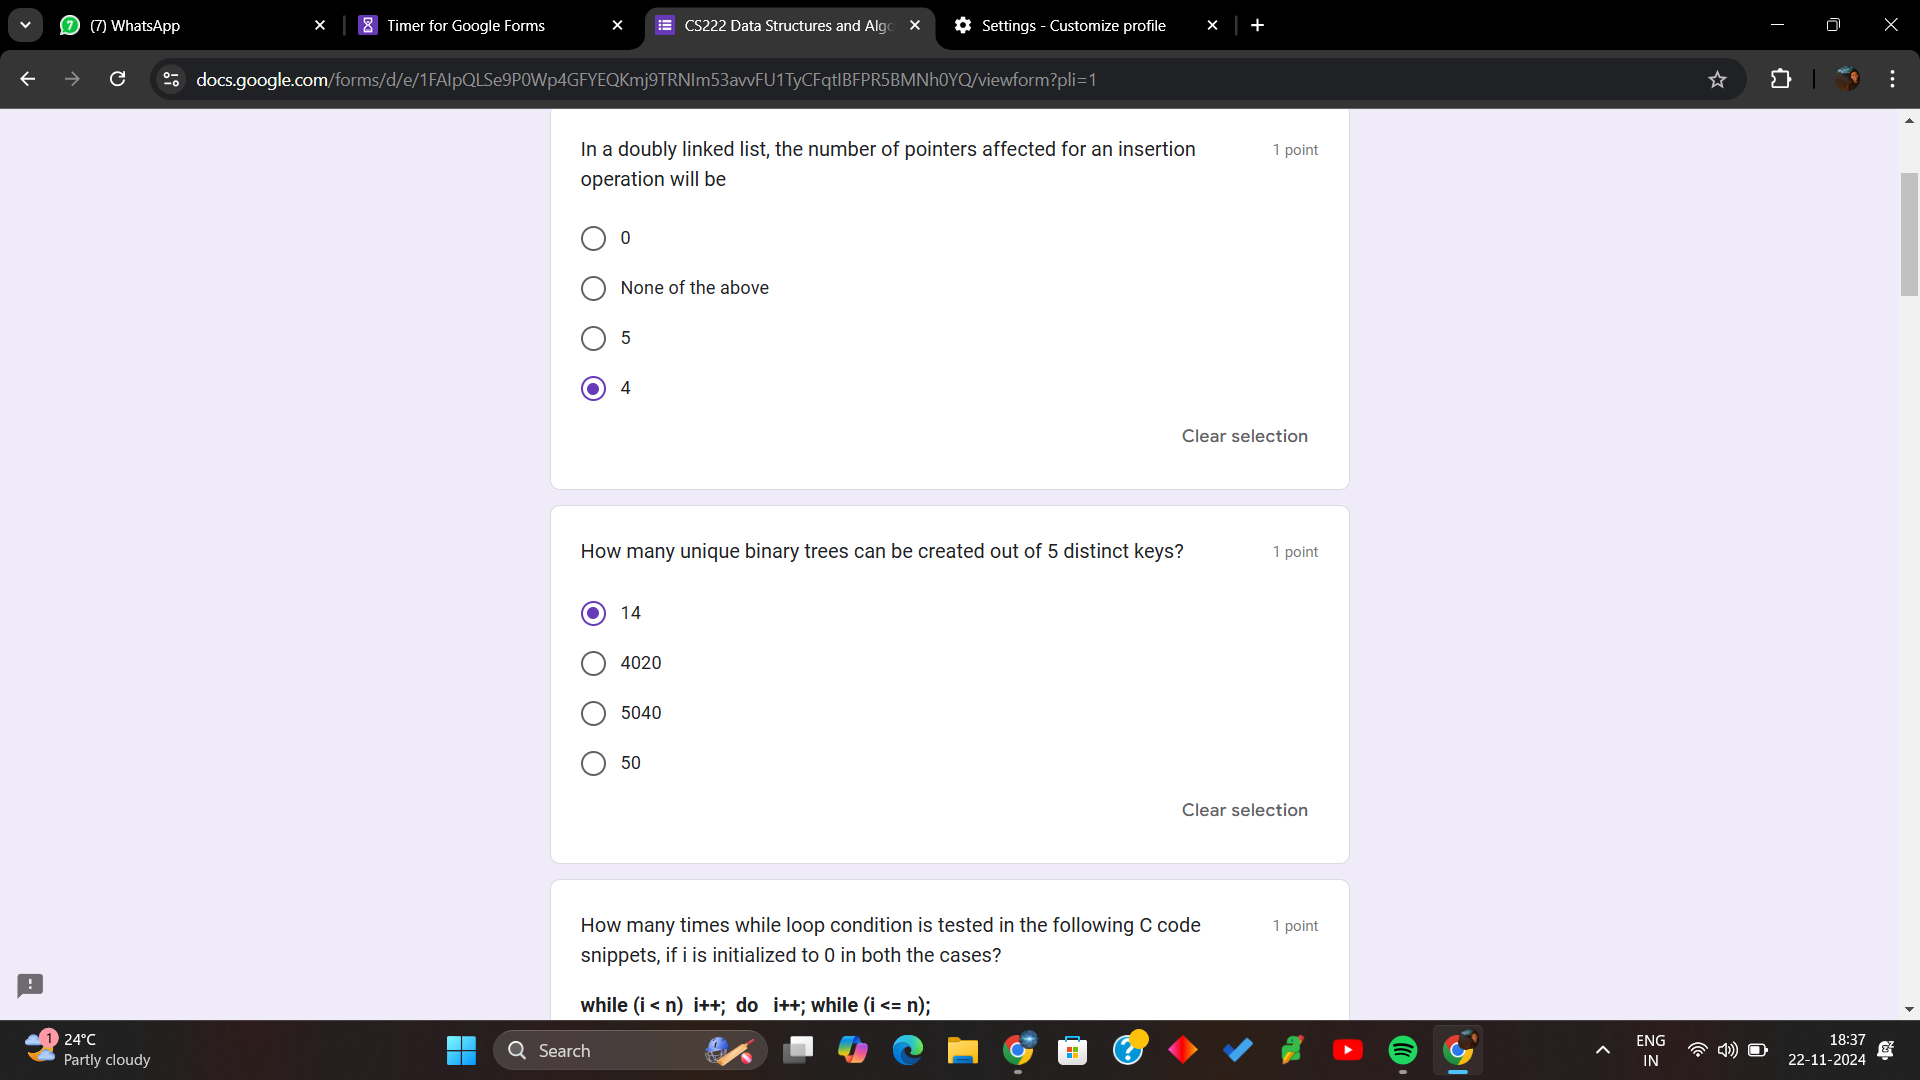 (7) WhatsApp
Timer for Google Forms
CS222 Data Structures and Algo
Settings - Customize profile
docs.google.com/forms/d/e/1FAIpQLSe9P0Wp4GFYEQKmj9TRNIm53avvFU1TyCFqtIBFPR5BMNh0YQ/viewform?pli=1
In a doubly linked list, the number of pointers affected for an insertion
operation will be
1 point
0
None of the above
5
4
Clear selection
How many unique binary trees can be created out of 5 distinct keys?
1 point
14
4020
5040
50
Clear selection
How many times while loop condition is tested in the following C code
snippets, if i is initialized to 0 in both the cases?
1 point
while (i < n)  i++;  do   i++; while (i <= n);
1
24°C
Partly cloudy
Search
ENG
IN
18:37
22-11-2024